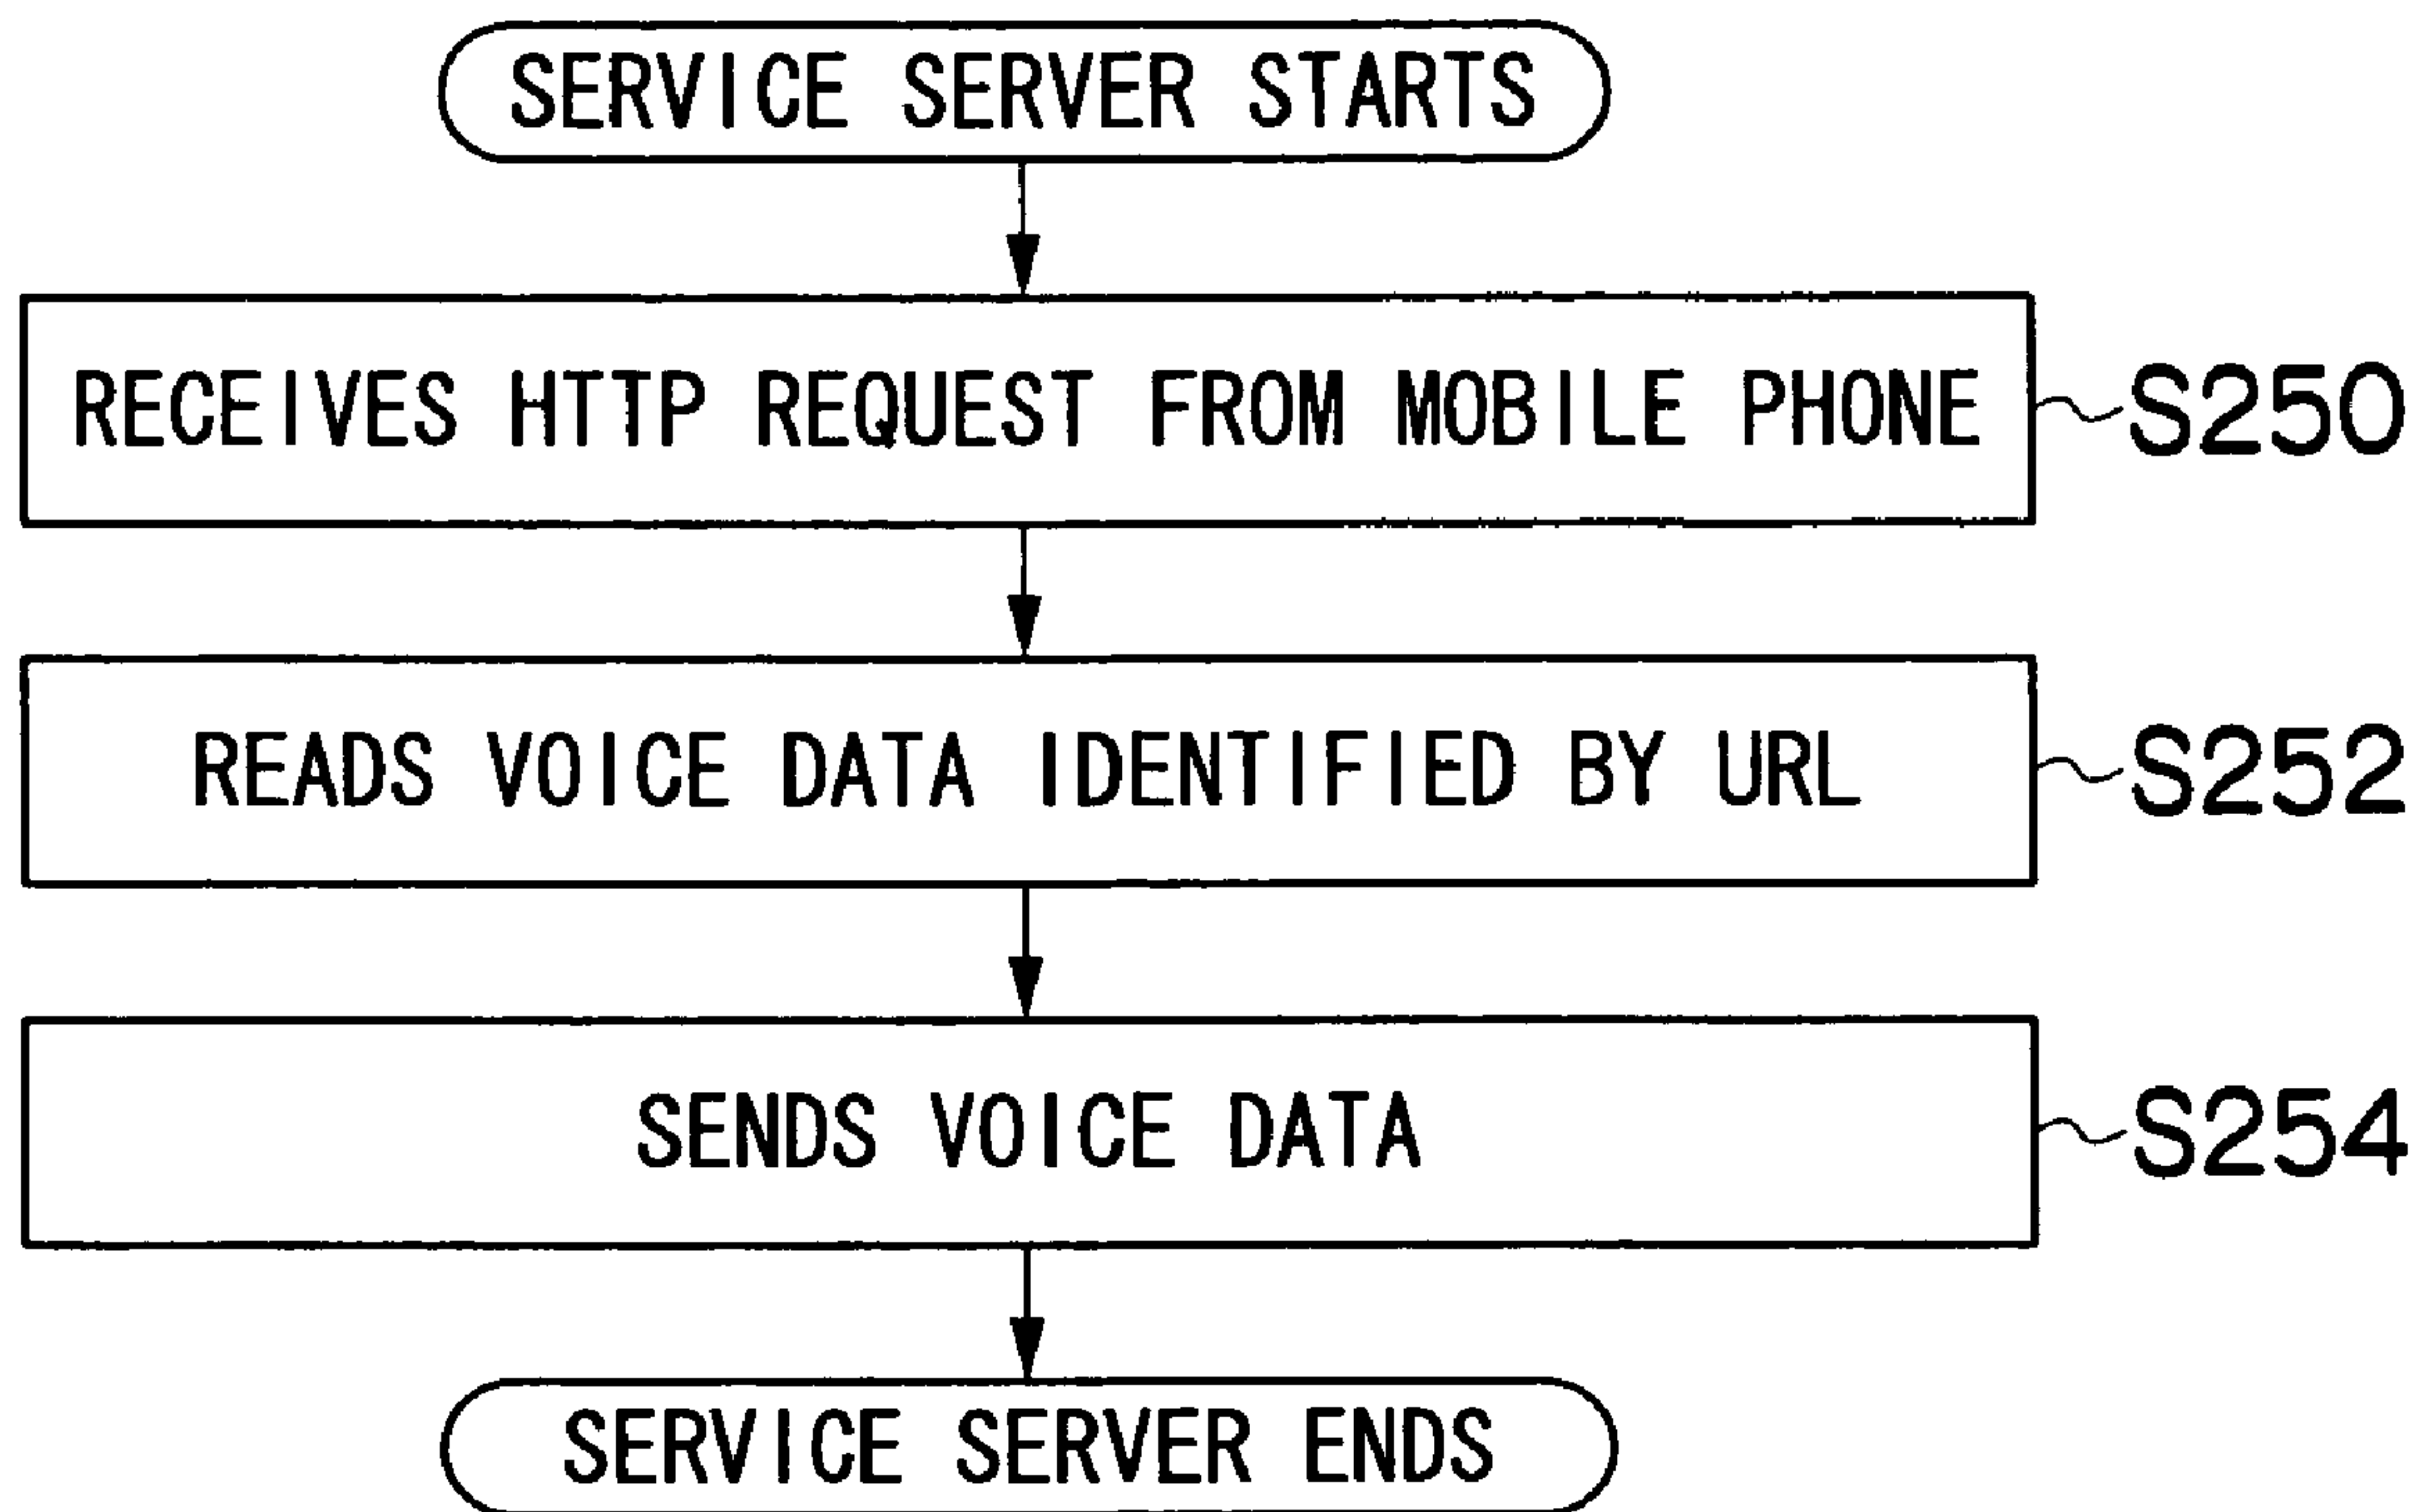 SERVICE SERVER STARTS
RECEIVES HTTP REQUEST FROM MOBILE PHONE S250
READS VOICE DATA IDENTIFIED BY URL S252
SENDS VOICE DATA S254
SERVICE SERVER ENDS